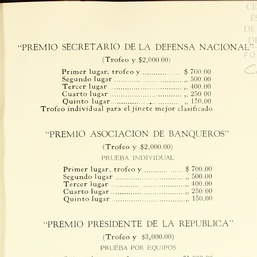 "PREMIO SECRETARIO DE LA DEFENSA NACIONAL"
(Trofeo y $2,000.00)
Primer lugar, trofeo y ............ $ 700.00
Segundo lugar ........................ „ 500.00
Tercer lugar .......................... „ 400.00
Cuarto lugar .......................... „ 250.00
Quinto lugar .......................... „ 150.00
Trofeo individual para el jinete mejor clasificado
"PREMIO ASOCIACION DE BANQUEROS"
(Trofeo y $2,000.00)
PRUEBA INDIVIDUAL
Primer lugar, trofeo y .................. $ 700.00
Segundo lugar ........................ „ 500.00
Tercer lugar .......................... „ 400.00
Cuarto lugar .......................... „ 250.00
Quinto lugar .......................... „ 150.00
"PREMIO PRESIDENTE DE LA REPUBLICA"
(Trofeo y $3,000.00)
PRUEBA POR EQUIPOS